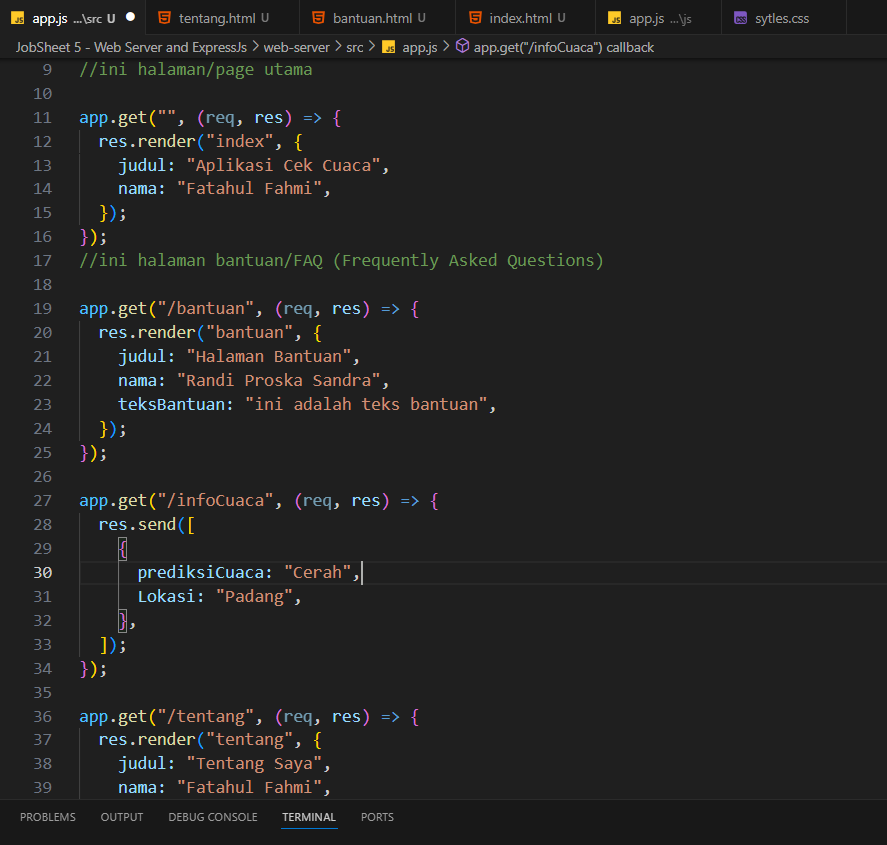 JS app.js ...\src U ● tentang.html U bantuan.html U index.html U JS app.js ...\js sytles.css
JobSheet 5 - Web Server and ExpressJs > web-server > src > JS app.js > app.get("/infoCuaca") callback
9 //ini halaman/page utama
10
11 app.get("", (req, res) => {
12 res.render("index", {
13 judul: "Aplikasi Cek Cuaca",
14 nama: "Fatahul Fahmi",
15 });
16 });
17 //ini halaman bantuan/FAQ (Frequently Asked Questions)
18
19 app.get("/bantuan", (req, res) => {
20 res.render("bantuan", {
21 judul: "Halaman Bantuan",
22 nama: "Randi Proska Sandra",
23 teksBantuan: "ini adalah teks bantuan",
24 });
25 });
26
27 app.get("/infoCuaca", (req, res) => {
28 res.send([
29 {
30 prediksiCuaca: "Cerah",
31 Lokasi: "Padang",
32 },
33 ]);
34 });
35
36 app.get("/tentang", (req, res) => {
37 res.render("tentang", {
38 judul: "Tentang Saya",
39 nama: "Fatahul Fahmi",
PROBLEMS OUTPUT DEBUG CONSOLE TERMINAL PORTS